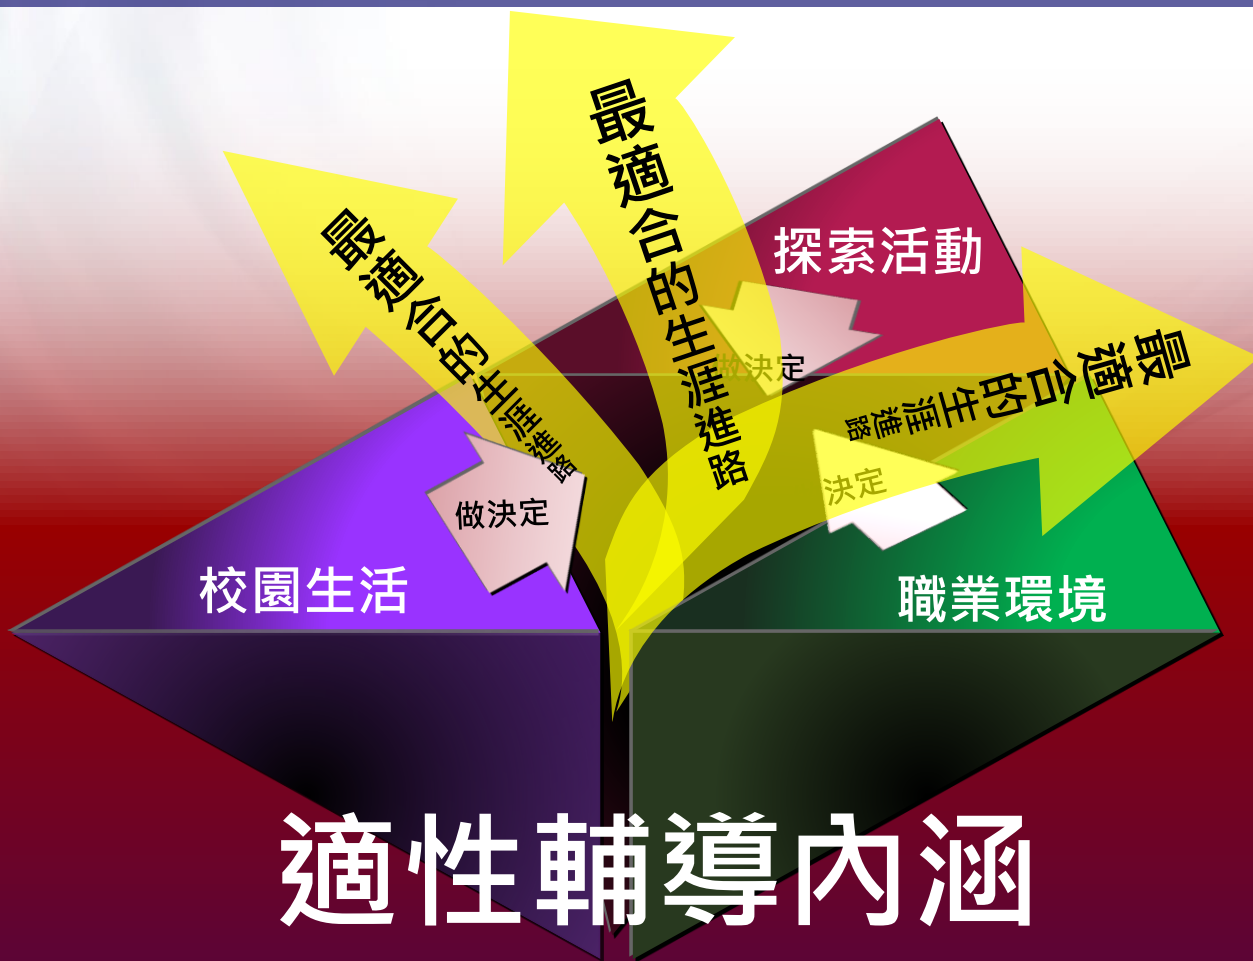 最適合的生涯進路
最適合的生涯進路
探索活動
做決定
最適合的生涯進路
決定
做決定
校園生活
職業環境
適性輔導內涵